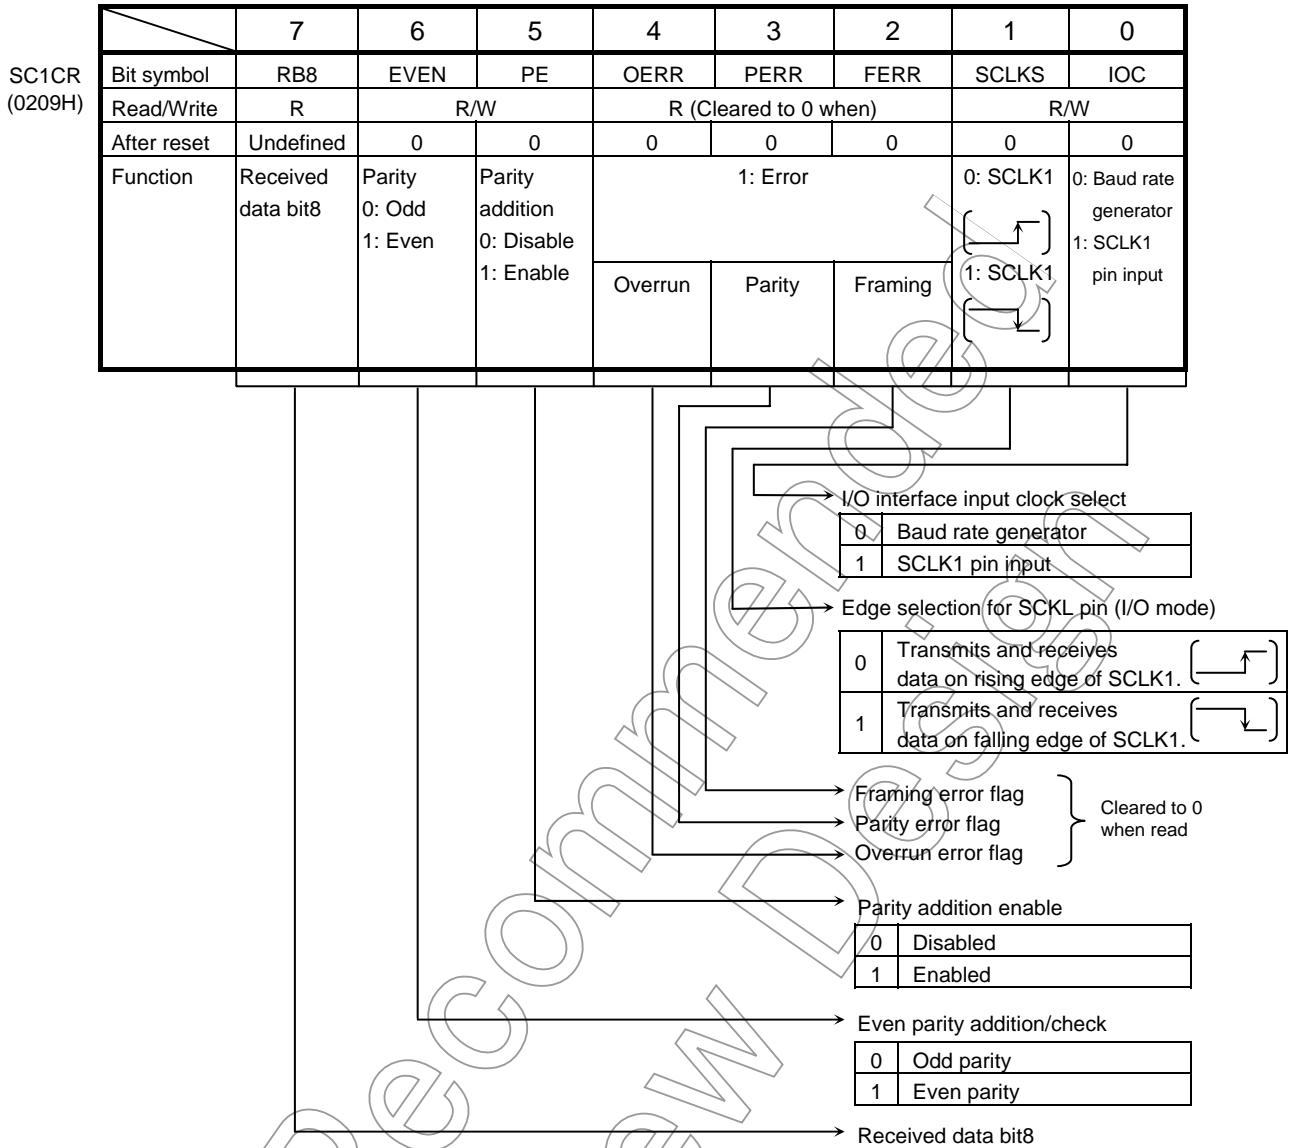 7 6 5 4 3 2 1 0
SC1CR
(0209H)
Bit symbol RB8 EVEN PE OERR PERR FERR SCLKS IOC
Read/Write R R/W R (Cleared to 0 when) R/W
After reset Undefined 0 0 0 0 0 0 0
Function
Received
data bit8
Parity
0: Odd
1: Even
Parity
addition
0: Disable
1: Enable
1: Error
Overrun Parity Framing
0: SCLK1
1: SCLK1
0: Baud rate
generator
1: SCLK1
pin input
I/O interface input clock select
0 Baud rate generator
1 SCLK1 pin input
Edge selection for SCKL pin (I/O mode)
0 Transmits and receives
data on rising edge of SCLK1.
1 Transmits and receives
data on falling edge of SCLK1.
Framing error flag
Parity error flag
Overrun error flag
Cleared to 0
when read
Parity addition enable
0 Disabled
1 Enabled
Even parity addition/check
0 Odd parity
1 Even parity
Received data bit8
Recommended
ew Design